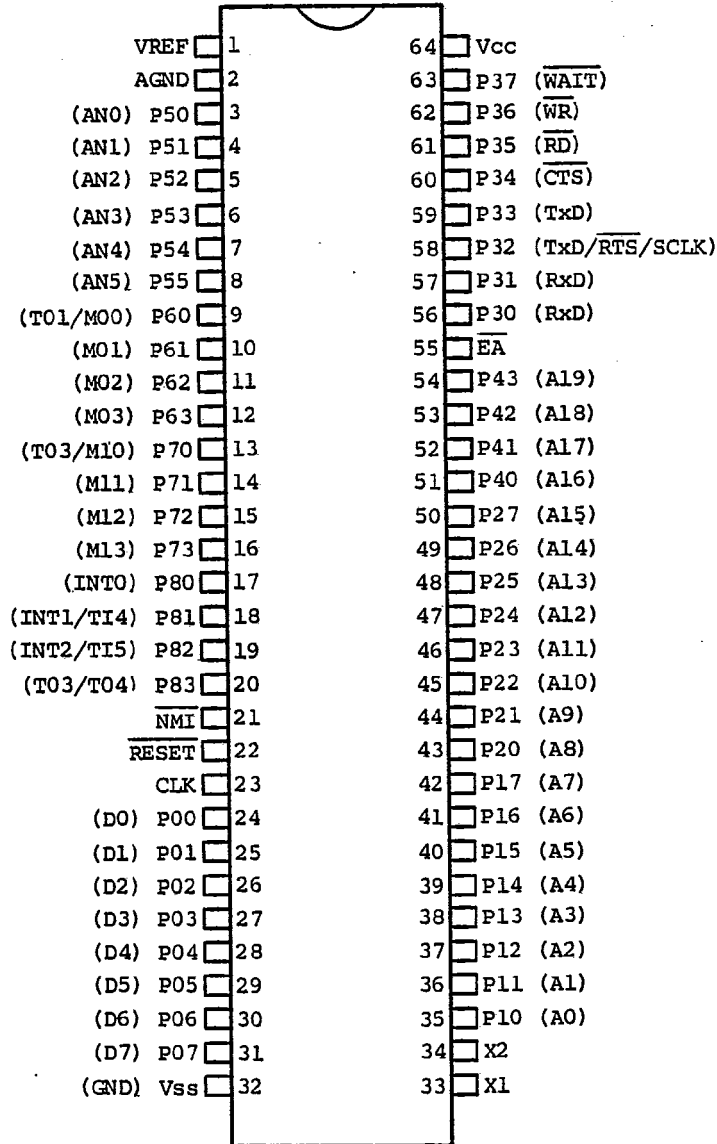 VREF 1 64 Vcc
AGND 2 63 P37 (WAIT)
(AN0) P50 3 62 P36 (WR)
(AN1) P51 4 61 P35 (RD)
(AN2) P52 5 60 P34 (CTS)
(AN3) P53 6 59 P33 (TxD)
(AN4) P54 7 58 P32 (TxD/RTS/SCLK)
(AN5) P55 8 57 P31 (RxD)
(TO1/M00) P60 9 56 P30 (RxD)
(M01) P61 10 55 EA
(M02) P62 11 54 P43 (A19)
(M03) P63 12 53 P42 (A18)
(TO3/M10) P70 13 52 P41 (A17)
(M11) P71 14 51 P40 (A16)
(M12) P72 15 50 P27 (A15)
(M13) P73 16 49 P26 (A14)
(INT0) P80 17 48 P25 (A13)
(INT1/TI4) P81 18 47 P24 (A12)
(INT2/TI5) P82 19 46 P23 (A11)
(TO3/TO4) P83 20 45 P22 (A10)
NMI 21 44 P21 (A9)
RESET 22 43 P20 (A8)
CLK 23 42 P17 (A7)
(D0) P00 24 41 P16 (A6)
(D1) P01 25 40 P15 (A5)
(D2) P02 26 39 P14 (A4)
(D3) P03 27 38 P13 (A3)
(D4) P04 28 37 P12 (A2)
(D5) P05 29 36 P11 (A1)
(D6) P06 30 35 P10 (A0)
(D7) P07 31 34 X2
(GND) Vss 32 33 X1